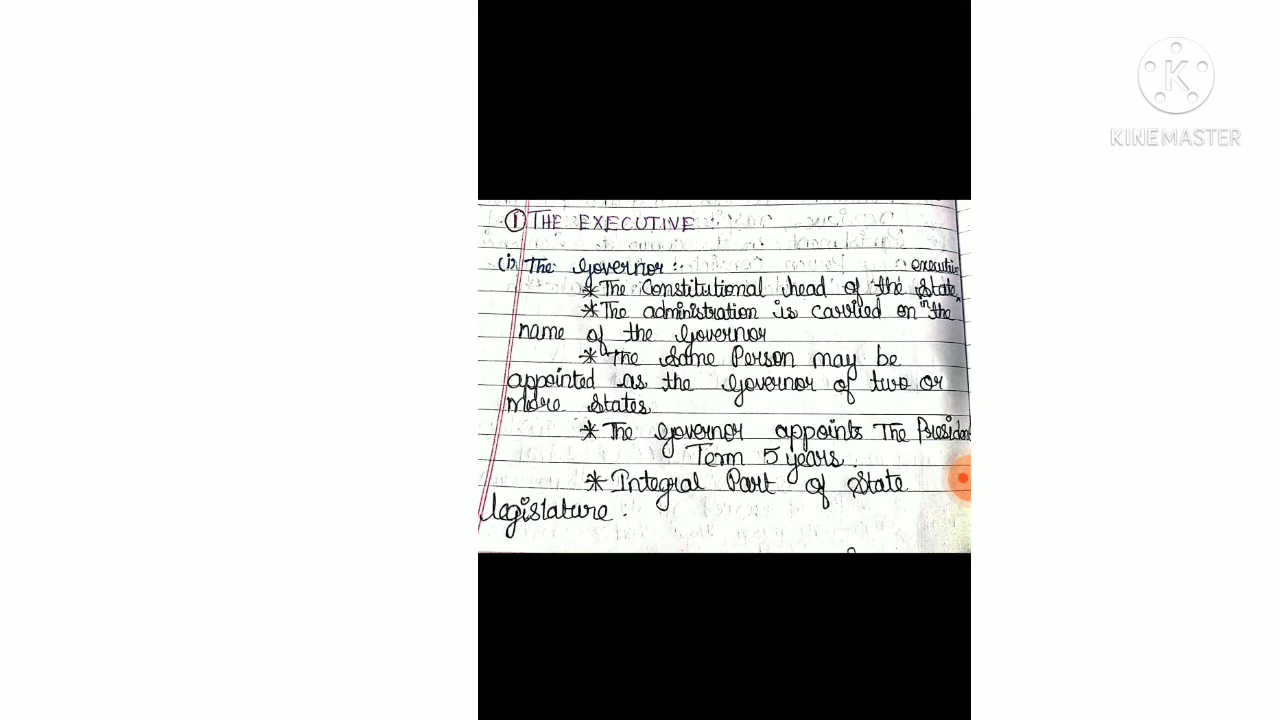 KINEMASTER
① THE EXECUTIVE
(i) The Governor :-
executive
* The Constitutional head of the State
* The administration is carried on in the
name of the Governor
* The Same Person may be
appointed as the Governor of two or
more States
* The Governor appoints The President
Term 5 years.
* Integral Part of State
legislature.